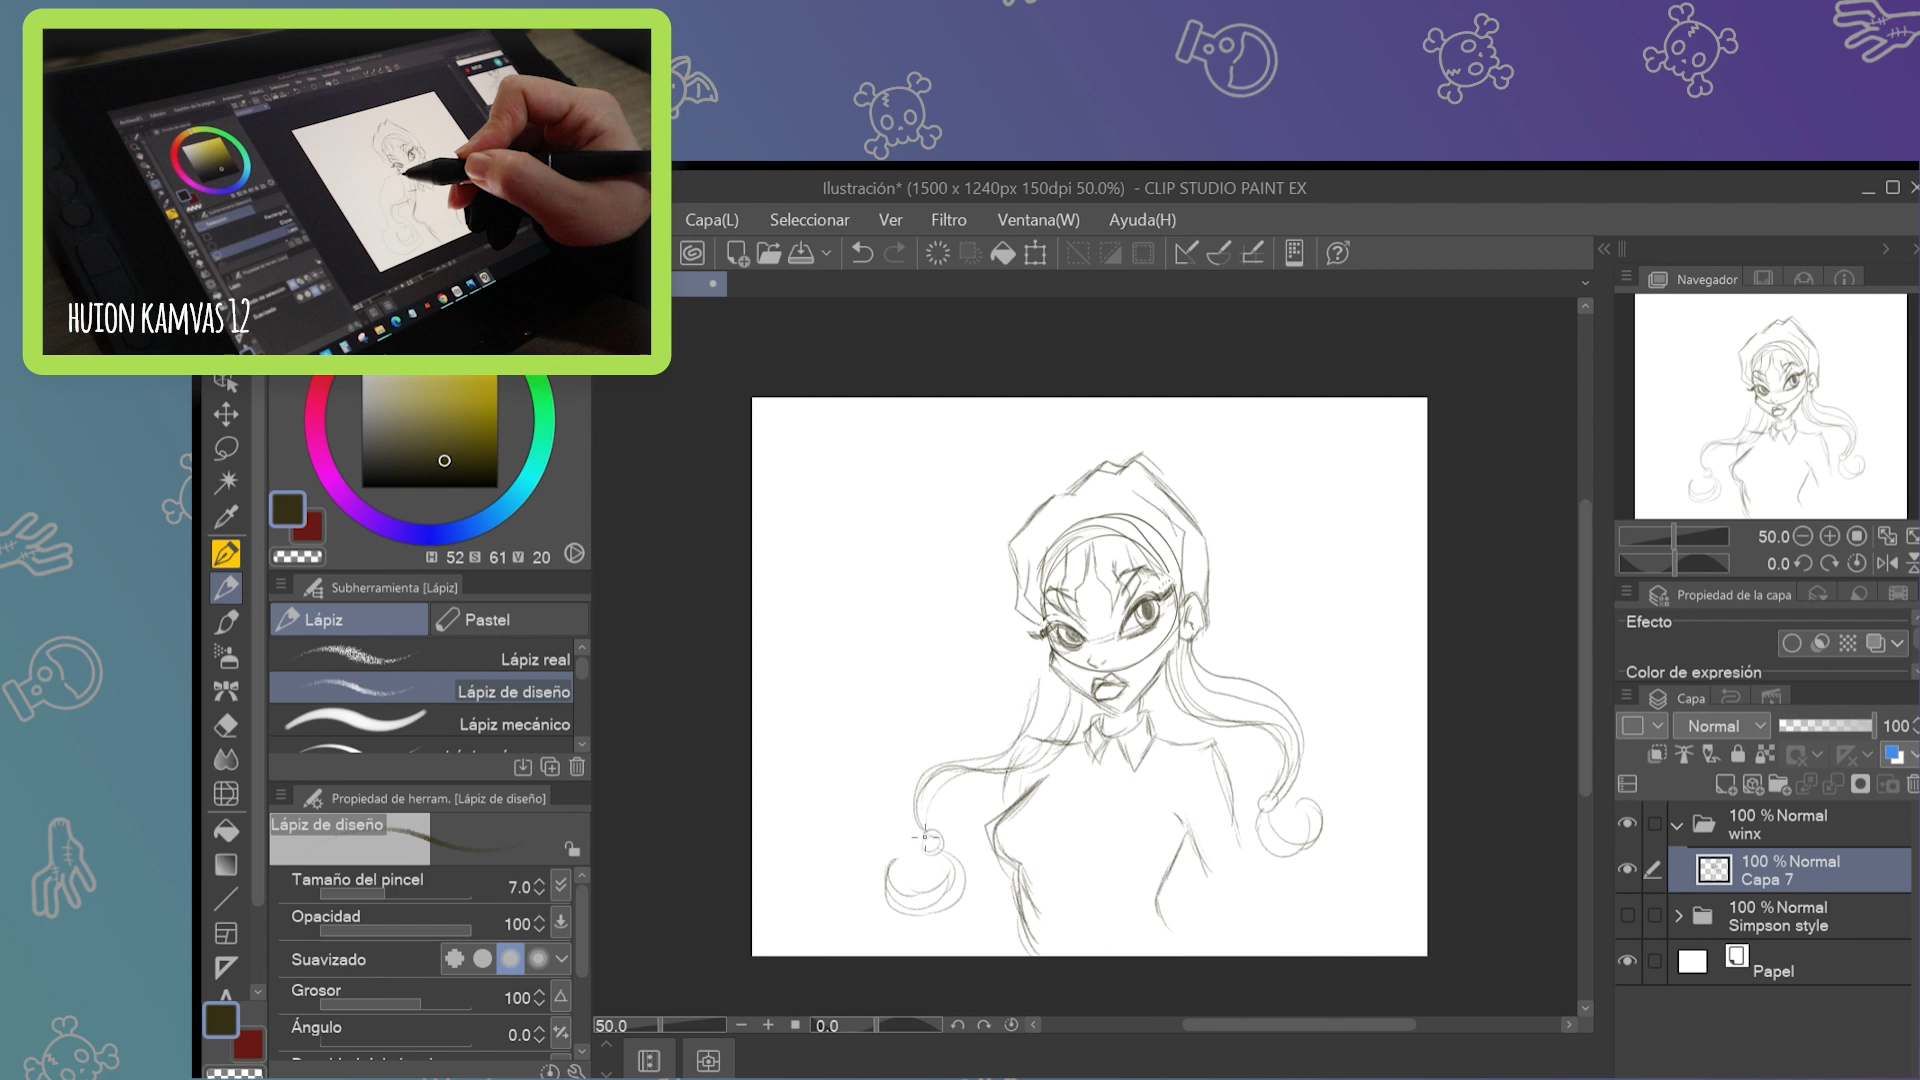 HUION KAMVAS 12
Ilustración* (1500 x 1240px 150dpi 50.0%) - CLIP STUDIO PAINT EX
Capa(L) Seleccionar Ver Filtro Ventana(W) Ayuda(H)
Navegador
50.0
0.0
Propiedad de la capa
Efecto
Color de expresión
Capa
Normal 100
100 % Normal
winx
100 % Normal
Capa 7
100 % Normal
Simpson style
Papel
H 52 S 61 V 20
Subherramienta [Lápiz]
Lápiz Pastel
Lápiz real
Lápiz de diseño
Lápiz mecánico
Propiedad de herram. [Lápiz de diseño]
Lápiz de diseño
Tamaño del pincel 7.0
Opacidad 100
Suavizado
Grosor 100
Ángulo 0.0
50.0 0.0